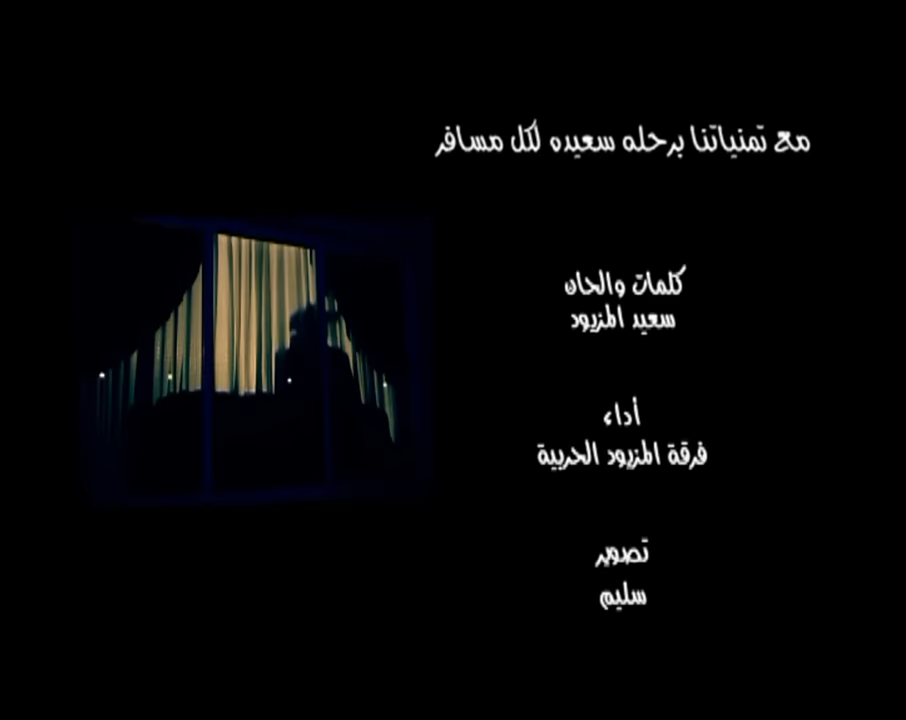 مع تمنياتنا برحله سعيده لكل مسافر
كلمات والحان
سعيد المزيود
أداء
فرقة المزيود الحربية
تصوير
سليم